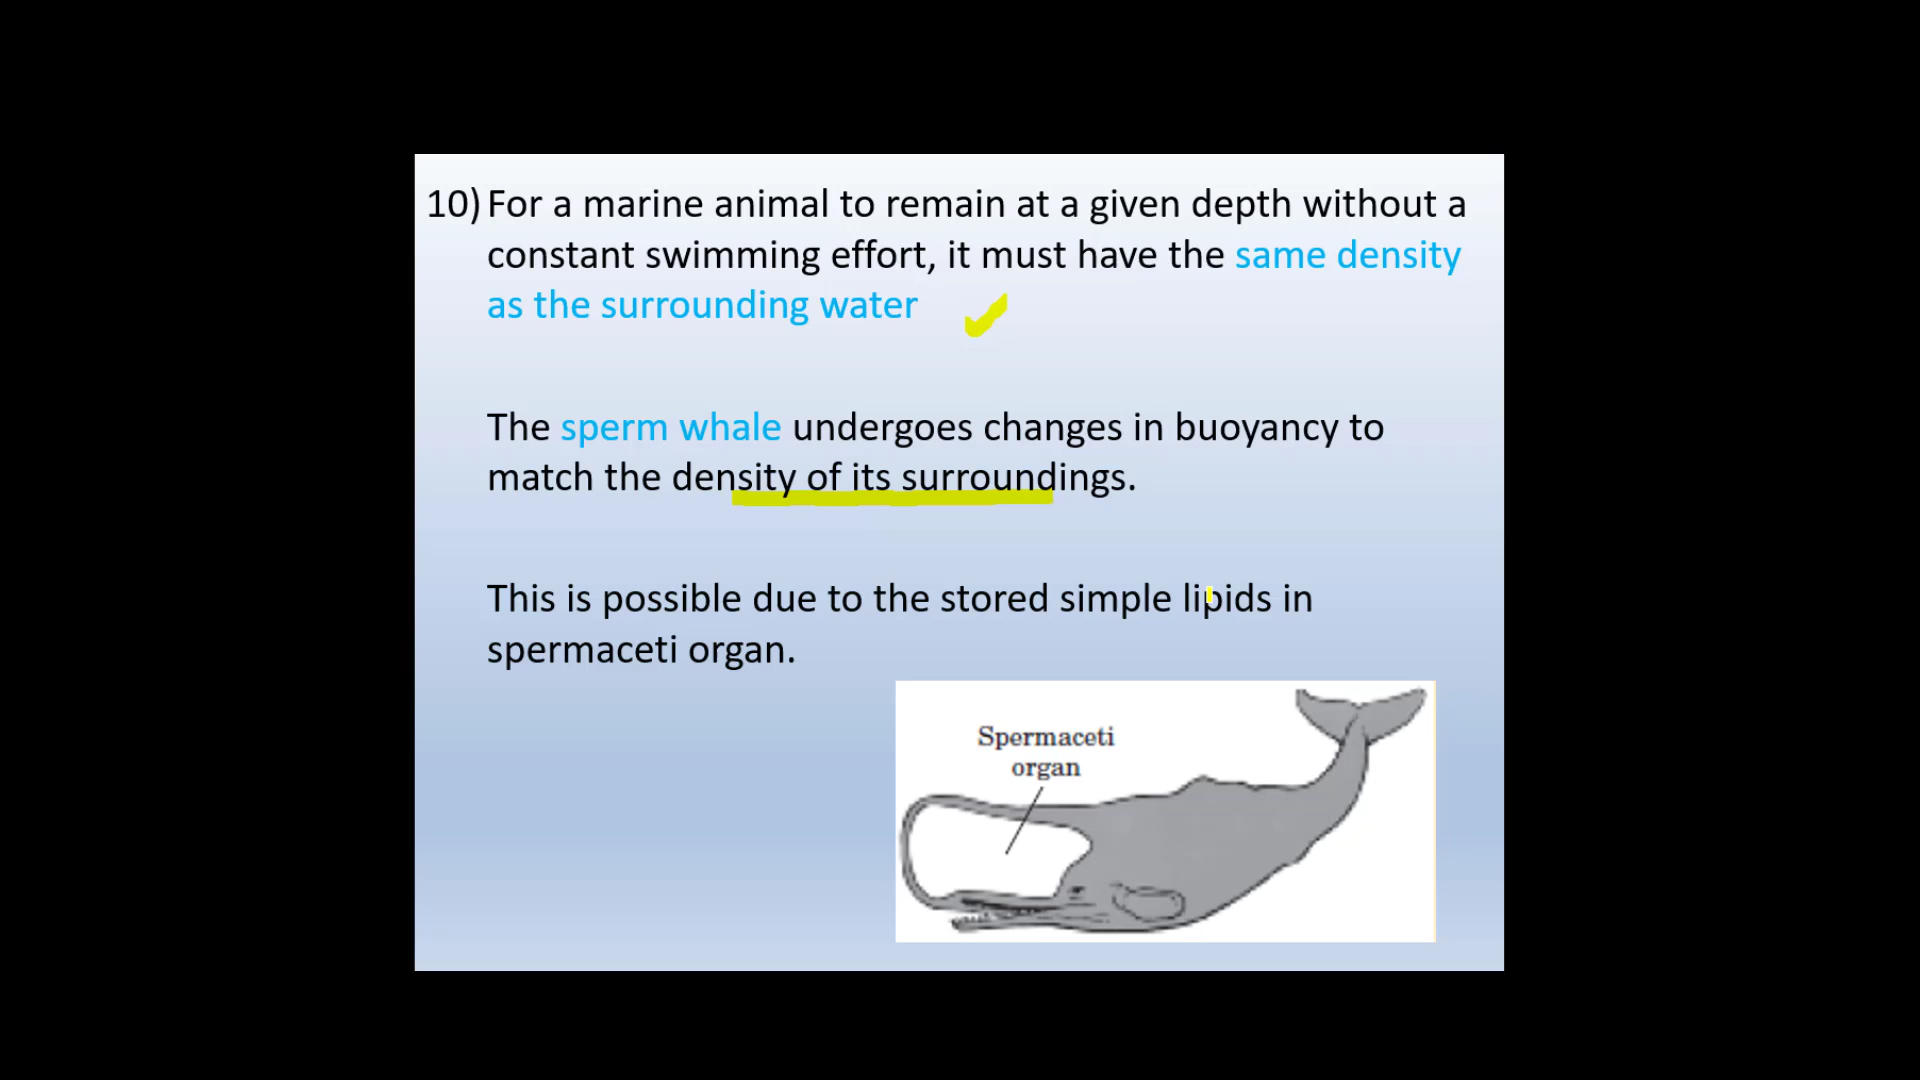 10) For a marine animal to remain at a given depth without a
constant swimming effort, it must have the same density
as the surrounding water
The sperm whale undergoes changes in buoyancy to
match the density of its surroundings.
This is possible due to the stored simple lipids in
spermaceti organ.
Spermaceti
organ